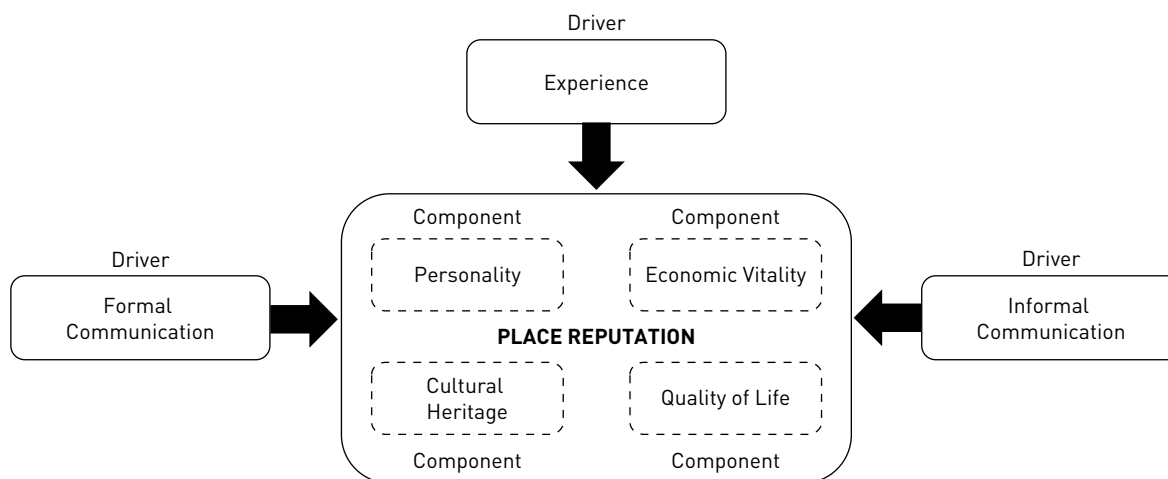 Driver
Experience
Component
Component
Driver
Personality
Economic Vitality
Driver
Formal
Communication
PLACE REPUTATION
Informal
Communication
Cultural
Heritage
Quality of Life
Component
Component